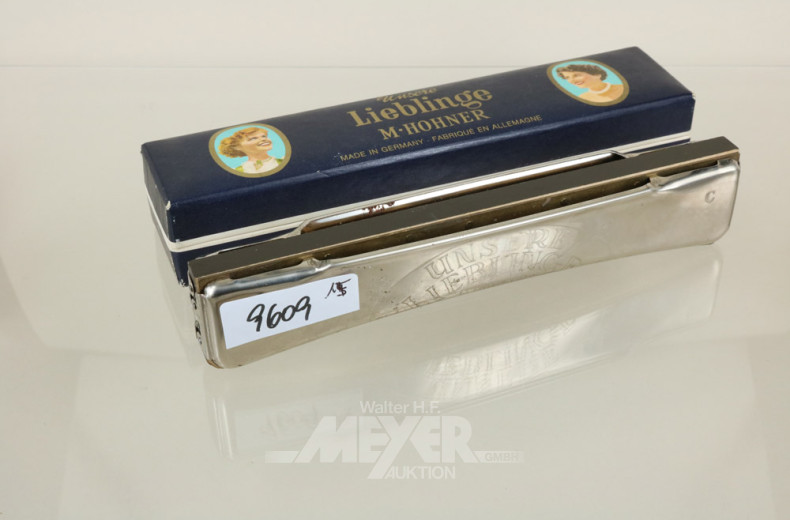 Unsere
Lieblinge
M·HOHNER
MADE IN GERMANY · FABRIQUÉ EN ALLEMAGNE
C
UNSERE
LIEBLINGE
9609
Walter H.F.
MEYER
GMBH
AUKTION